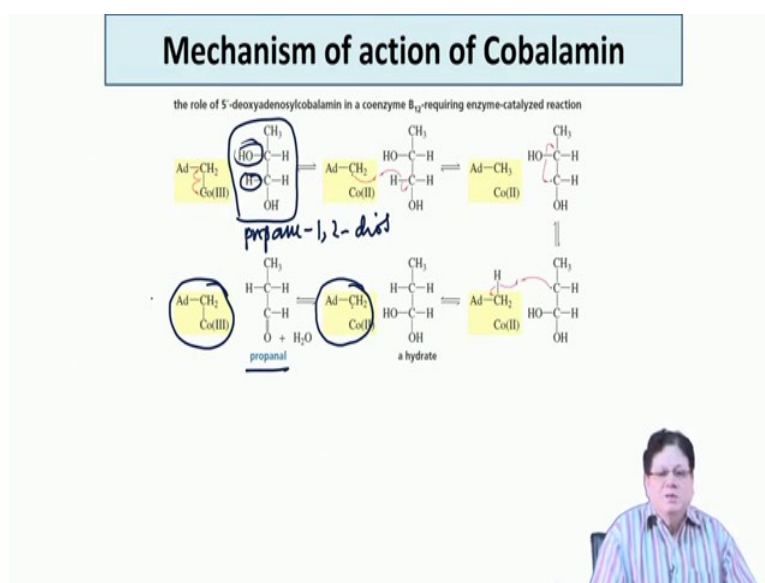 Mechanism of action of Cobalamin
the role of 5′-deoxyadenosylcobalamin in a coenzyme B₁₂-requiring enzyme-catalyzed reaction
CH₃ CH₃ CH₃
HO—C—H HO—C—H HO—C—H
Ad—CH₂ H—C—H Ad—CH₂ H—C—H Ad—CH₃ ·C—H
Co(III) OH Co(II) OH Co(II) OH
propane-1,2-diol
CH₃ CH₃ H CH₃
H—C—H H—C—H ·C—H
Ad—CH₂ C—H Ad—CH₂ HO—C—H Ad—CH₂ HO—C—H
Co(III) O + H₂O Co(II) OH Co(II) OH
propanal a hydrate